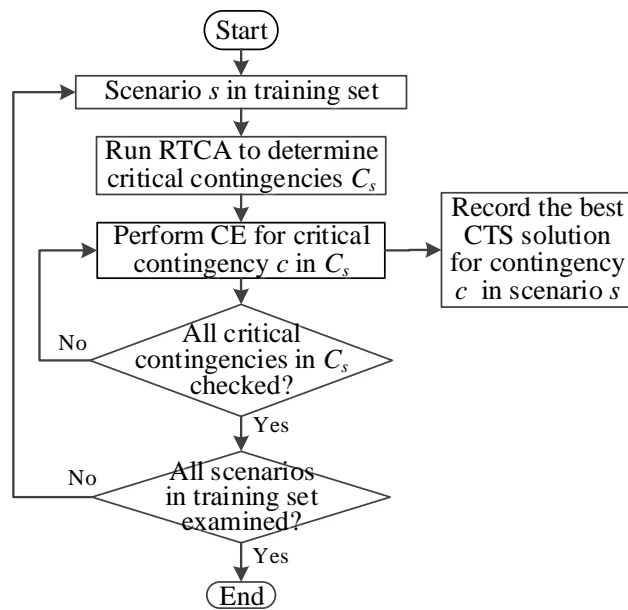 Start
Scenario s in training set
Run RTCA to determine
critical contingencies Cₛ
Perform CE for critical
contingency c in Cₛ
Record the best
CTS solution
for contingency
c in scenario s
No
All critical
contingencies in Cₛ
checked?
Yes
No
All scenarios
in training set
examined?
Yes
End